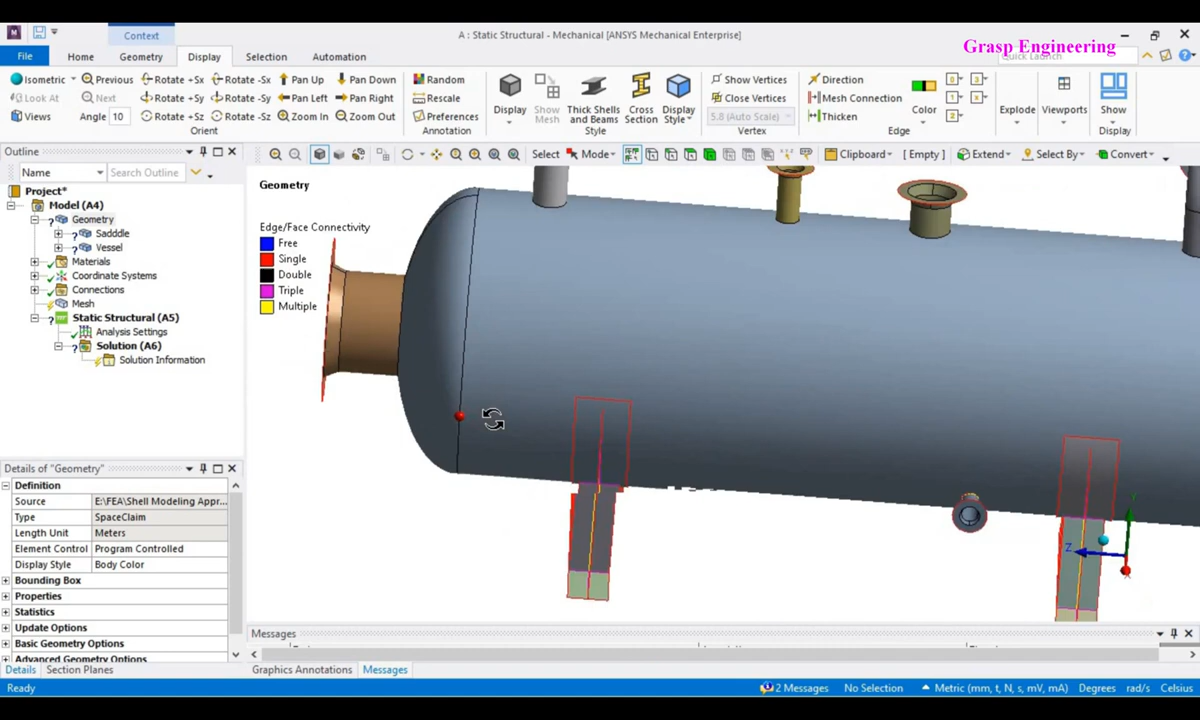 Context
A : Static Structural - Mechanical [ANSYS Mechanical Enterprise]
Grasp Engineering
File Home Geometry Display Selection Automation
Quick Launch
Isometric Previous Rotate +Sx Rotate -Sx Pan Up Pan Down Random Show Vertices Direction
Look At Next Rotate +Sy Rotate -Sy Pan Left Pan Right Rescale Close Vertices Mesh Connection
Views Angle 10 Rotate +Sz Rotate -Sz Zoom In Zoom Out Preferences 5.8 (Auto Scale) Thicken
Display Show Mesh Thick Shells and Beams Cross Section Display Style Color Explode Viewports Show
Orient Annotation Style Vertex Edge Display
Outline
Name Search Outline
Select Mode Clipboard [ Empty ] Extend Select By Convert
Project*
Model (A4)
Geometry
Sadddle
Vessel
Materials
Coordinate Systems
Connections
Mesh
Static Structural (A5)
Analysis Settings
Solution (A6)
Solution Information
Geometry
Edge/Face Connectivity
Free
Single
Double
Triple
Multiple
Z
Details of "Geometry"
Definition
Source E:\FEA\Shell Modeling Appr...
Type SpaceClaim
Length Unit Meters
Element Control Program Controlled
Display Style Body Color
Bounding Box
Properties
Statistics
Update Options
Basic Geometry Options
Advanced Geometry Options
Details Section Planes
Messages
Graphics Annotations Messages
Ready 2 Messages No Selection Metric (mm, t, N, s, mV, mA) Degrees rad/s Celsius